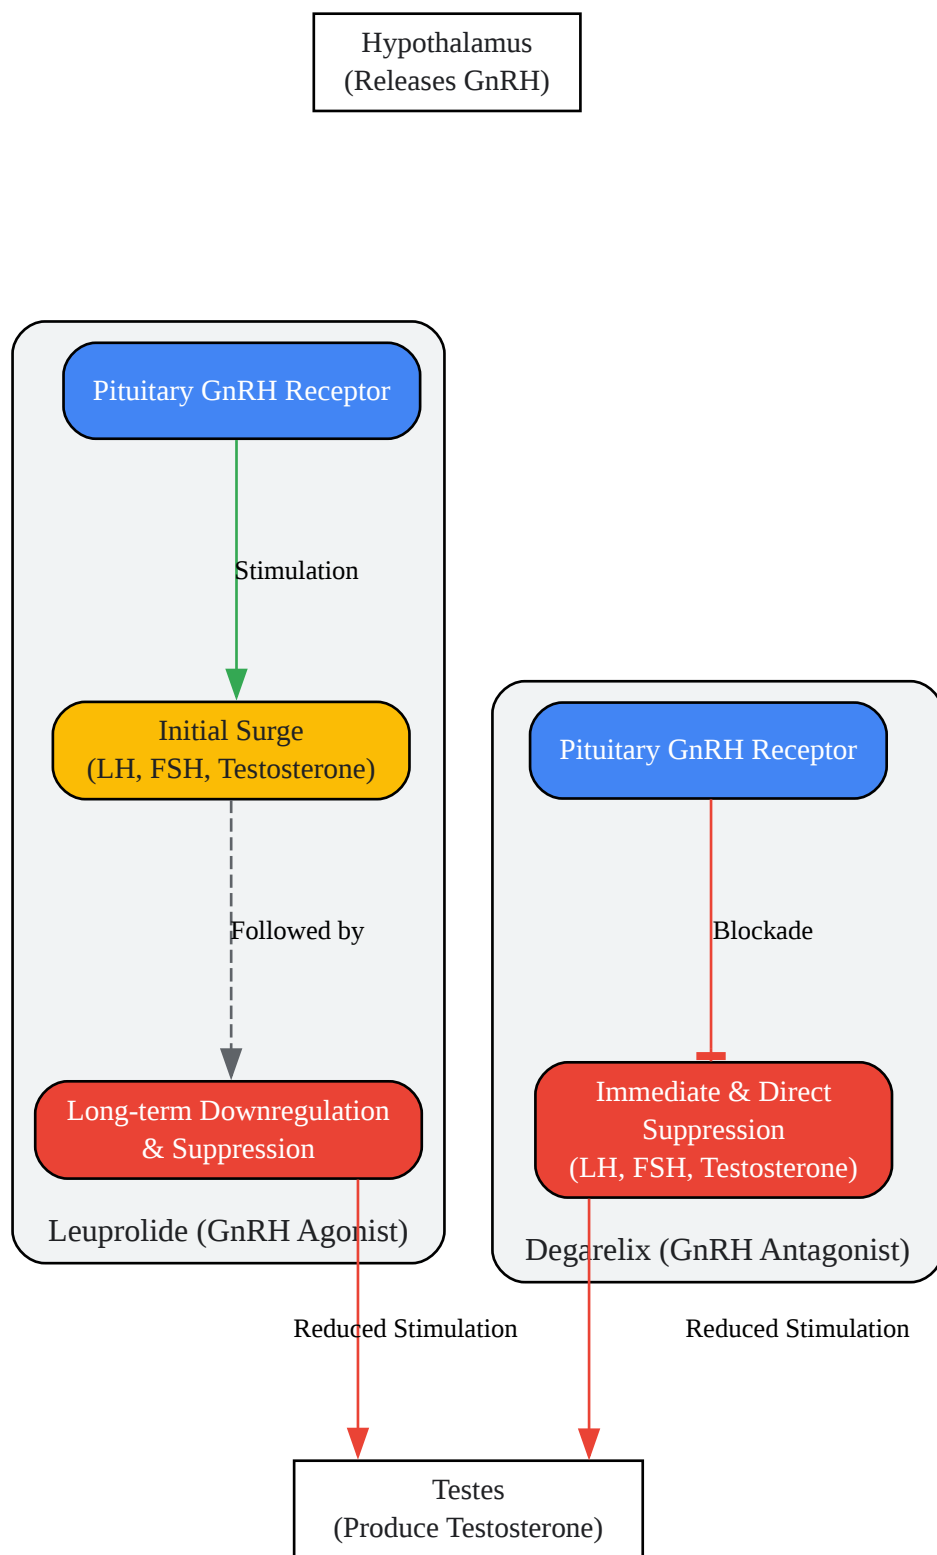 Hypothalamus
(Releases GnRH)
Pituitary GnRH Receptor
Stimulation
Initial Surge
(LH, FSH, Testosterone)
Followed by
Long-term Downregulation
& Suppression
Leuprolide (GnRH Agonist)
Pituitary GnRH Receptor
Blockade
Immediate & Direct
Suppression
(LH, FSH, Testosterone)
Degarelix (GnRH Antagonist)
Reduced Stimulation
Reduced Stimulation
Testes
(Produce Testosterone)